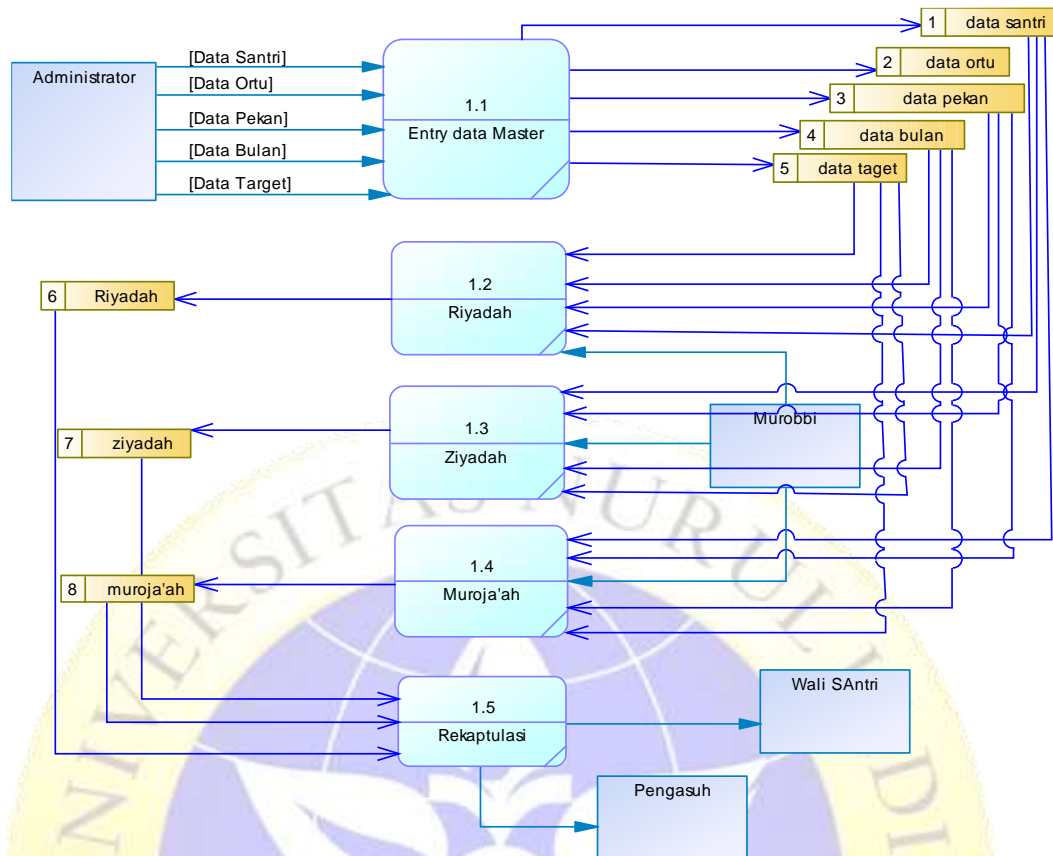 1 data santri
[Data Santri]
Administrator
[Data Ortu]
1.1
Entry data Master
2 data ortu
3 data pekan
[Data Pekan]
4 data bulan
[Data Bulan]
5 data taget
[Data Target]
1.2
Riyadah
6 Riyadah
1.3
Ziyadah
Murobbi
7 ziyadah
1.4
Muroja'ah
8 muroja'ah
1.5
Rekaptulasi
Wali SAntri
Pengasuh
UNIVERSITAS NURUL